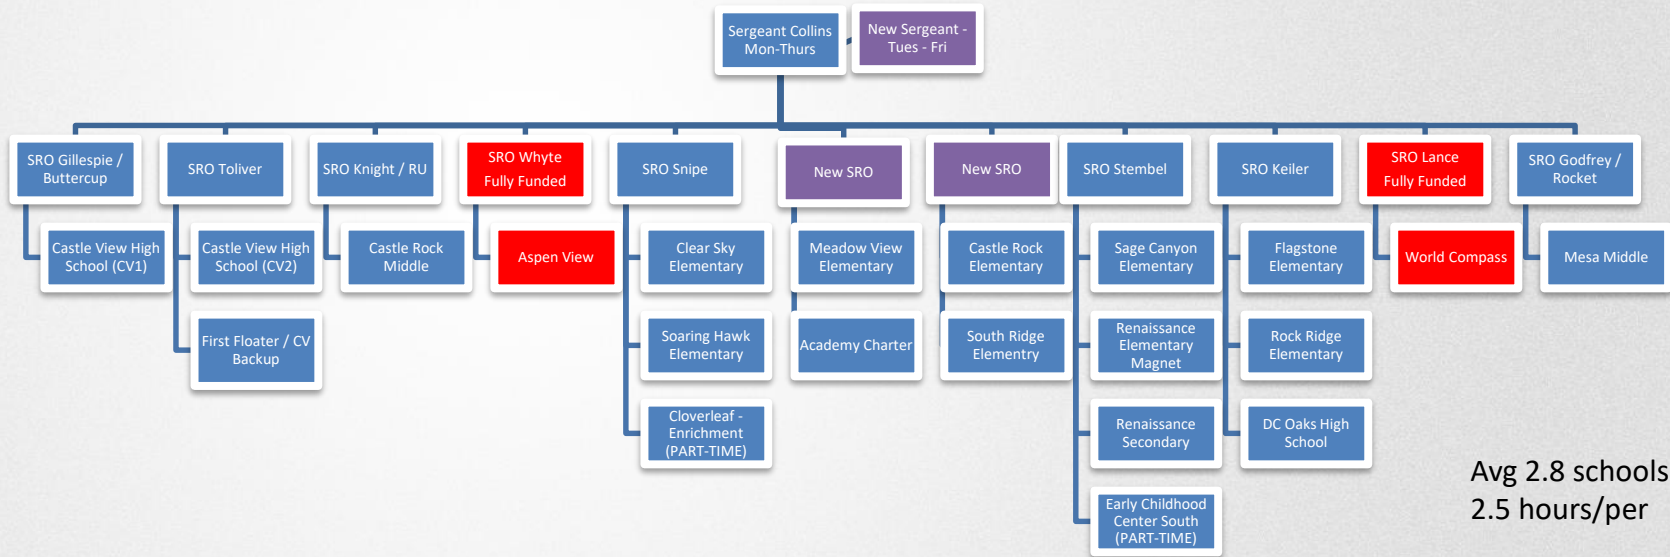 Sergeant Collins
Mon-Thurs
New Sergeant -
Tues - Fri
SRO Gillespie /
Buttercup
SRO Toliver
SRO Knight / RU
SRO Whyte
Fully Funded
SRO Snipe
New SRO
New SRO
SRO Stembel
SRO Keiler
SRO Lance
Fully Funded
SRO Godfrey /
Rocket
Castle View High
School (CV1)
Castle View High
School (CV2)
Castle Rock
Middle
Aspen View
Clear Sky
Elementary
Meadow View
Elementary
Castle Rock
Elementary
Sage Canyon
Elementary
Flagstone
Elementary
World Compass
Mesa Middle
First Floater / CV
Backup
Soaring Hawk
Elementary
Academy Charter
South Ridge
Elementry
Renaissance
Elementary
Magnet
Rock Ridge
Elementary
Cloverleaf -
Enrichment
(PART-TIME)
Renaissance
Secondary
DC Oaks High
School
Early Childhood
Center South
(PART-TIME)
Avg 2.8 schools
2.5 hours/per